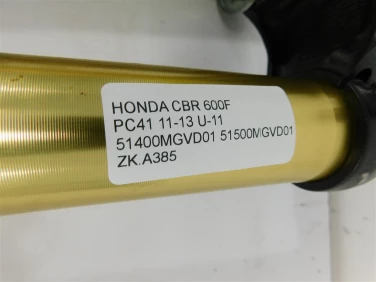 HONDA CBR 600F
PC41 11-13 U-11
51400MGVD01 51500MGVD01
ZK.A385